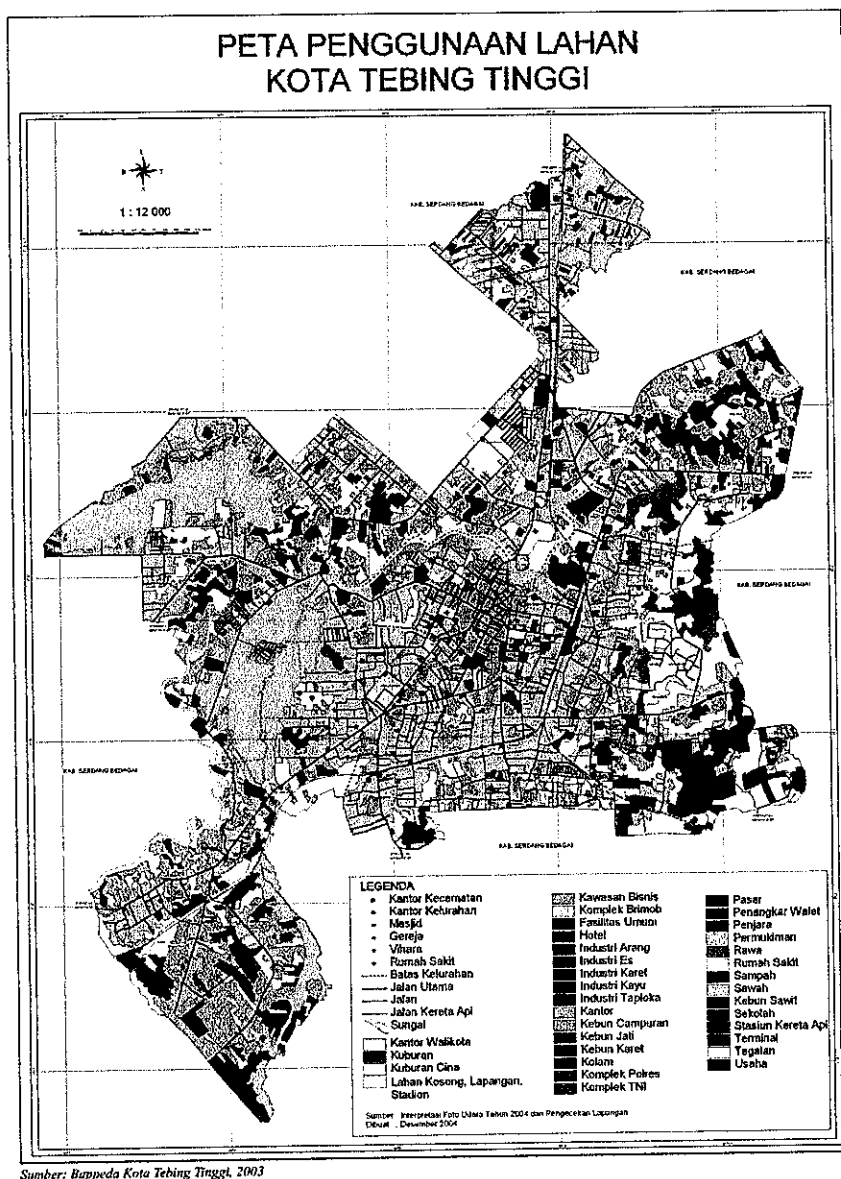 PETA PENGGUNAAN LAHAN
KOTA TEBING TINGGI
1 : 12 000
KAB. SERDANG BEDAGAI
KAB. SERDANG BEDAGAI
KAB. SERDANG BEDAGAI
KAB. SERDANG BEDAGAI
KAB. SERDANG BEDAGAI
LEGENDA
Kantor Kecamatan
Kantor Kelurahan
Masjid
Gereja
Vihara
Rumah Sakit
Batas Kelurahan
Jalan Utama
Jalan
Jalan Kereta Api
Sungai
Kantor Walikota
Kuburan
Kuburan Cina
Lahan Kosong, Lapangan,
Stadion
Kawasan Bisnis
Komplek Brimob
Fasilitas Umum
Hotel
Industri Arang
Industri Es
Industri Karet
Industri Kayu
Industri Tapioka
Kantor
Kebun Campuran
Kebun Jati
Kebun Karet
Kolam
Komplek Polres
Komplek TNI
Pasar
Penangkar Walet
Penjara
Permukiman
Rawa
Rumah Sakit
Sampah
Sawah
Kebun Sawit
Sekolah
Stasiun Kereta Api
Terminal
Tegalan
Usaha
Sumber : Interpretasi Foto Udara Tahun 2004 dan Pengecekan Lapangan
Dibuat : Desember 2004
Sumber: Bappeda Kota Tebing Tinggi, 2003